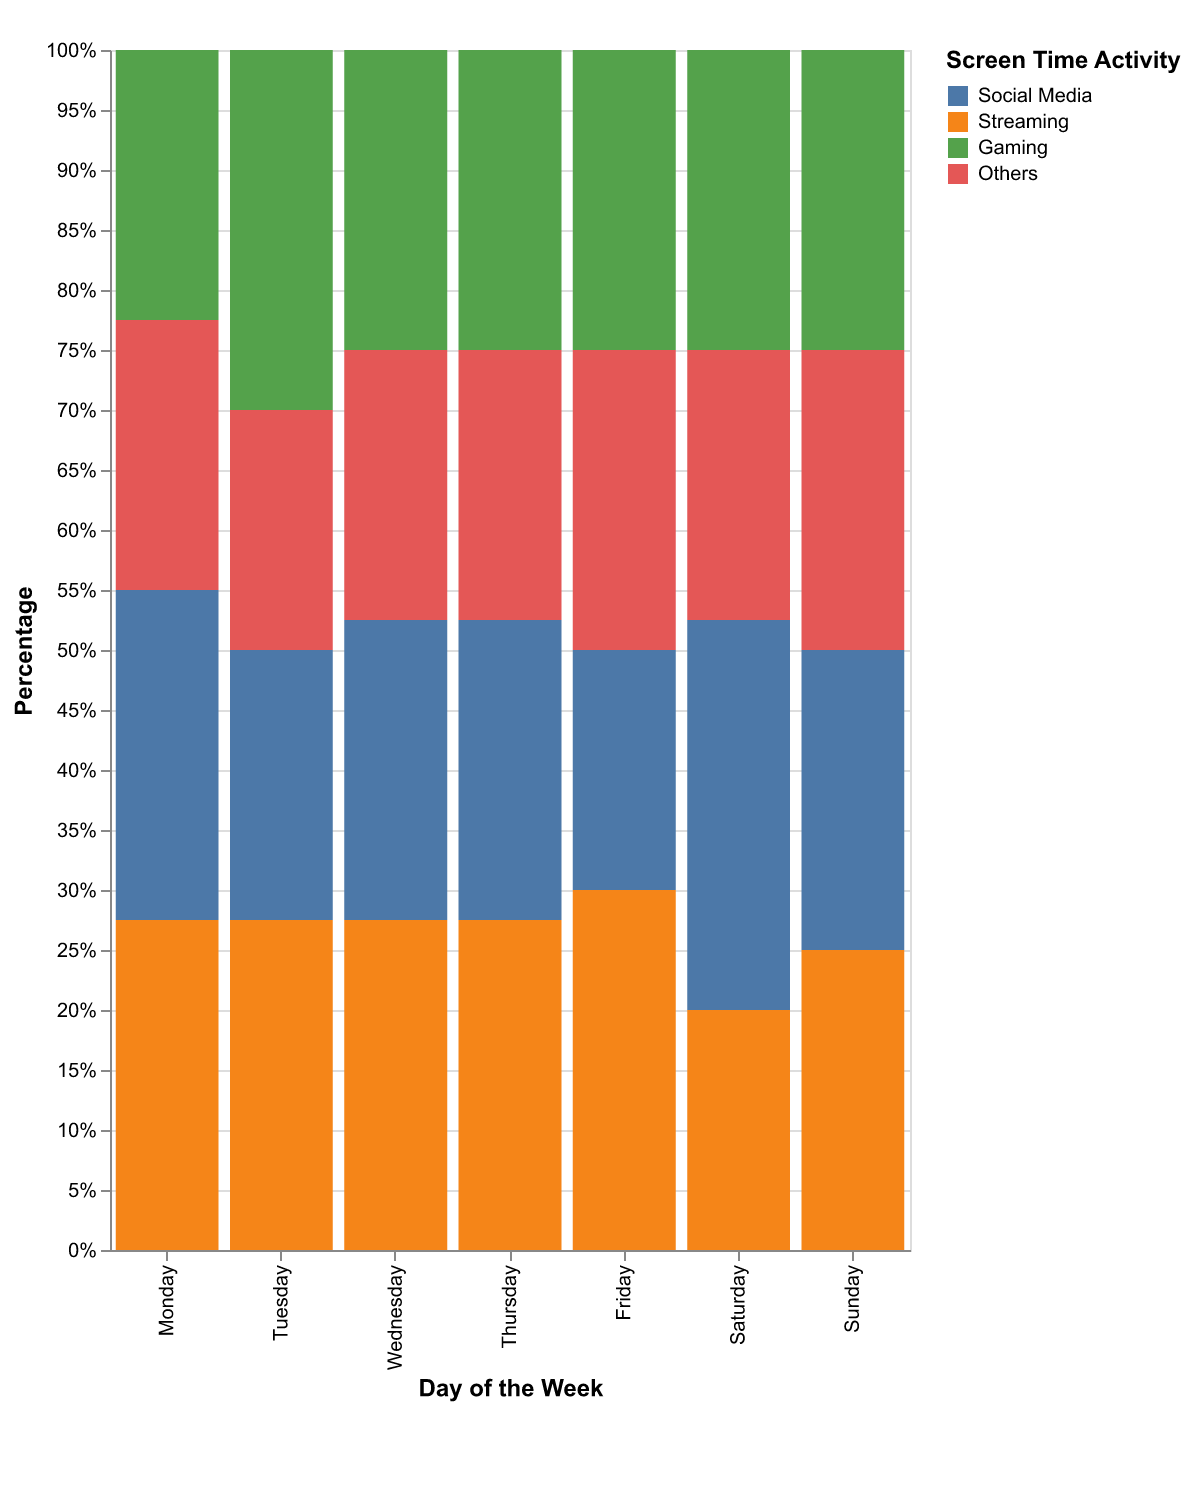 Screen Time Activity
Social Media
Streaming
Gaming
Others
Percentage
100%
95%
90%
85%
80%
75%
70%
65%
60%
55%
50%
45%
40%
35%
30%
25%
20%
15%
10%
5%
0%
Monday
Tuesday
Wednesday
Thursday
Friday
Saturday
Sunday
Day of the Week